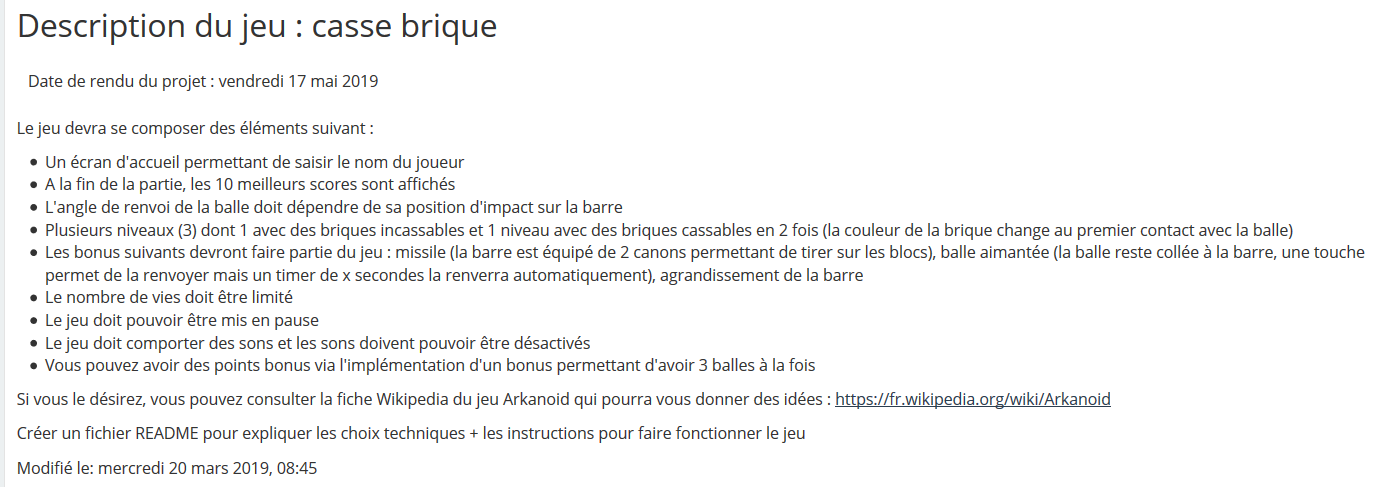 Description du jeu : casse brique
Date de rendu du projet : vendredi 17 mai 2019
Le jeu devra se composer des éléments suivant :
• Un écran d'accueil permettant de saisir le nom du joueur
• A la fin de la partie, les 10 meilleurs scores sont affichés
• L'angle de renvoi de la balle doit dépendre de sa position d'impact sur la barre
• Plusieurs niveaux (3) dont 1 avec des briques incassables et 1 niveau avec des briques cassables en 2 fois (la couleur de la brique change au premier contact avec la balle)
• Les bonus suivants devront faire partie du jeu : missile (la barre est équipé de 2 canons permettant de tirer sur les blocs), balle aimantée (la balle reste collée à la barre, une touche
permet de la renvoyer mais un timer de x secondes la renverra automatiquement), agrandissement de la barre
• Le nombre de vies doit être limité
• Le jeu doit pouvoir être mis en pause
• Le jeu doit comporter des sons et les sons doivent pouvoir être désactivés
• Vous pouvez avoir des points bonus via l'implémentation d'un bonus permettant d'avoir 3 balles à la fois
Si vous le désirez, vous pouvez consulter la fiche Wikipedia du jeu Arkanoid qui pourra vous donner des idées : https://fr.wikipedia.org/wiki/Arkanoid
Créer un fichier README pour expliquer les choix techniques + les instructions pour faire fonctionner le jeu
Modifié le: mercredi 20 mars 2019, 08:45